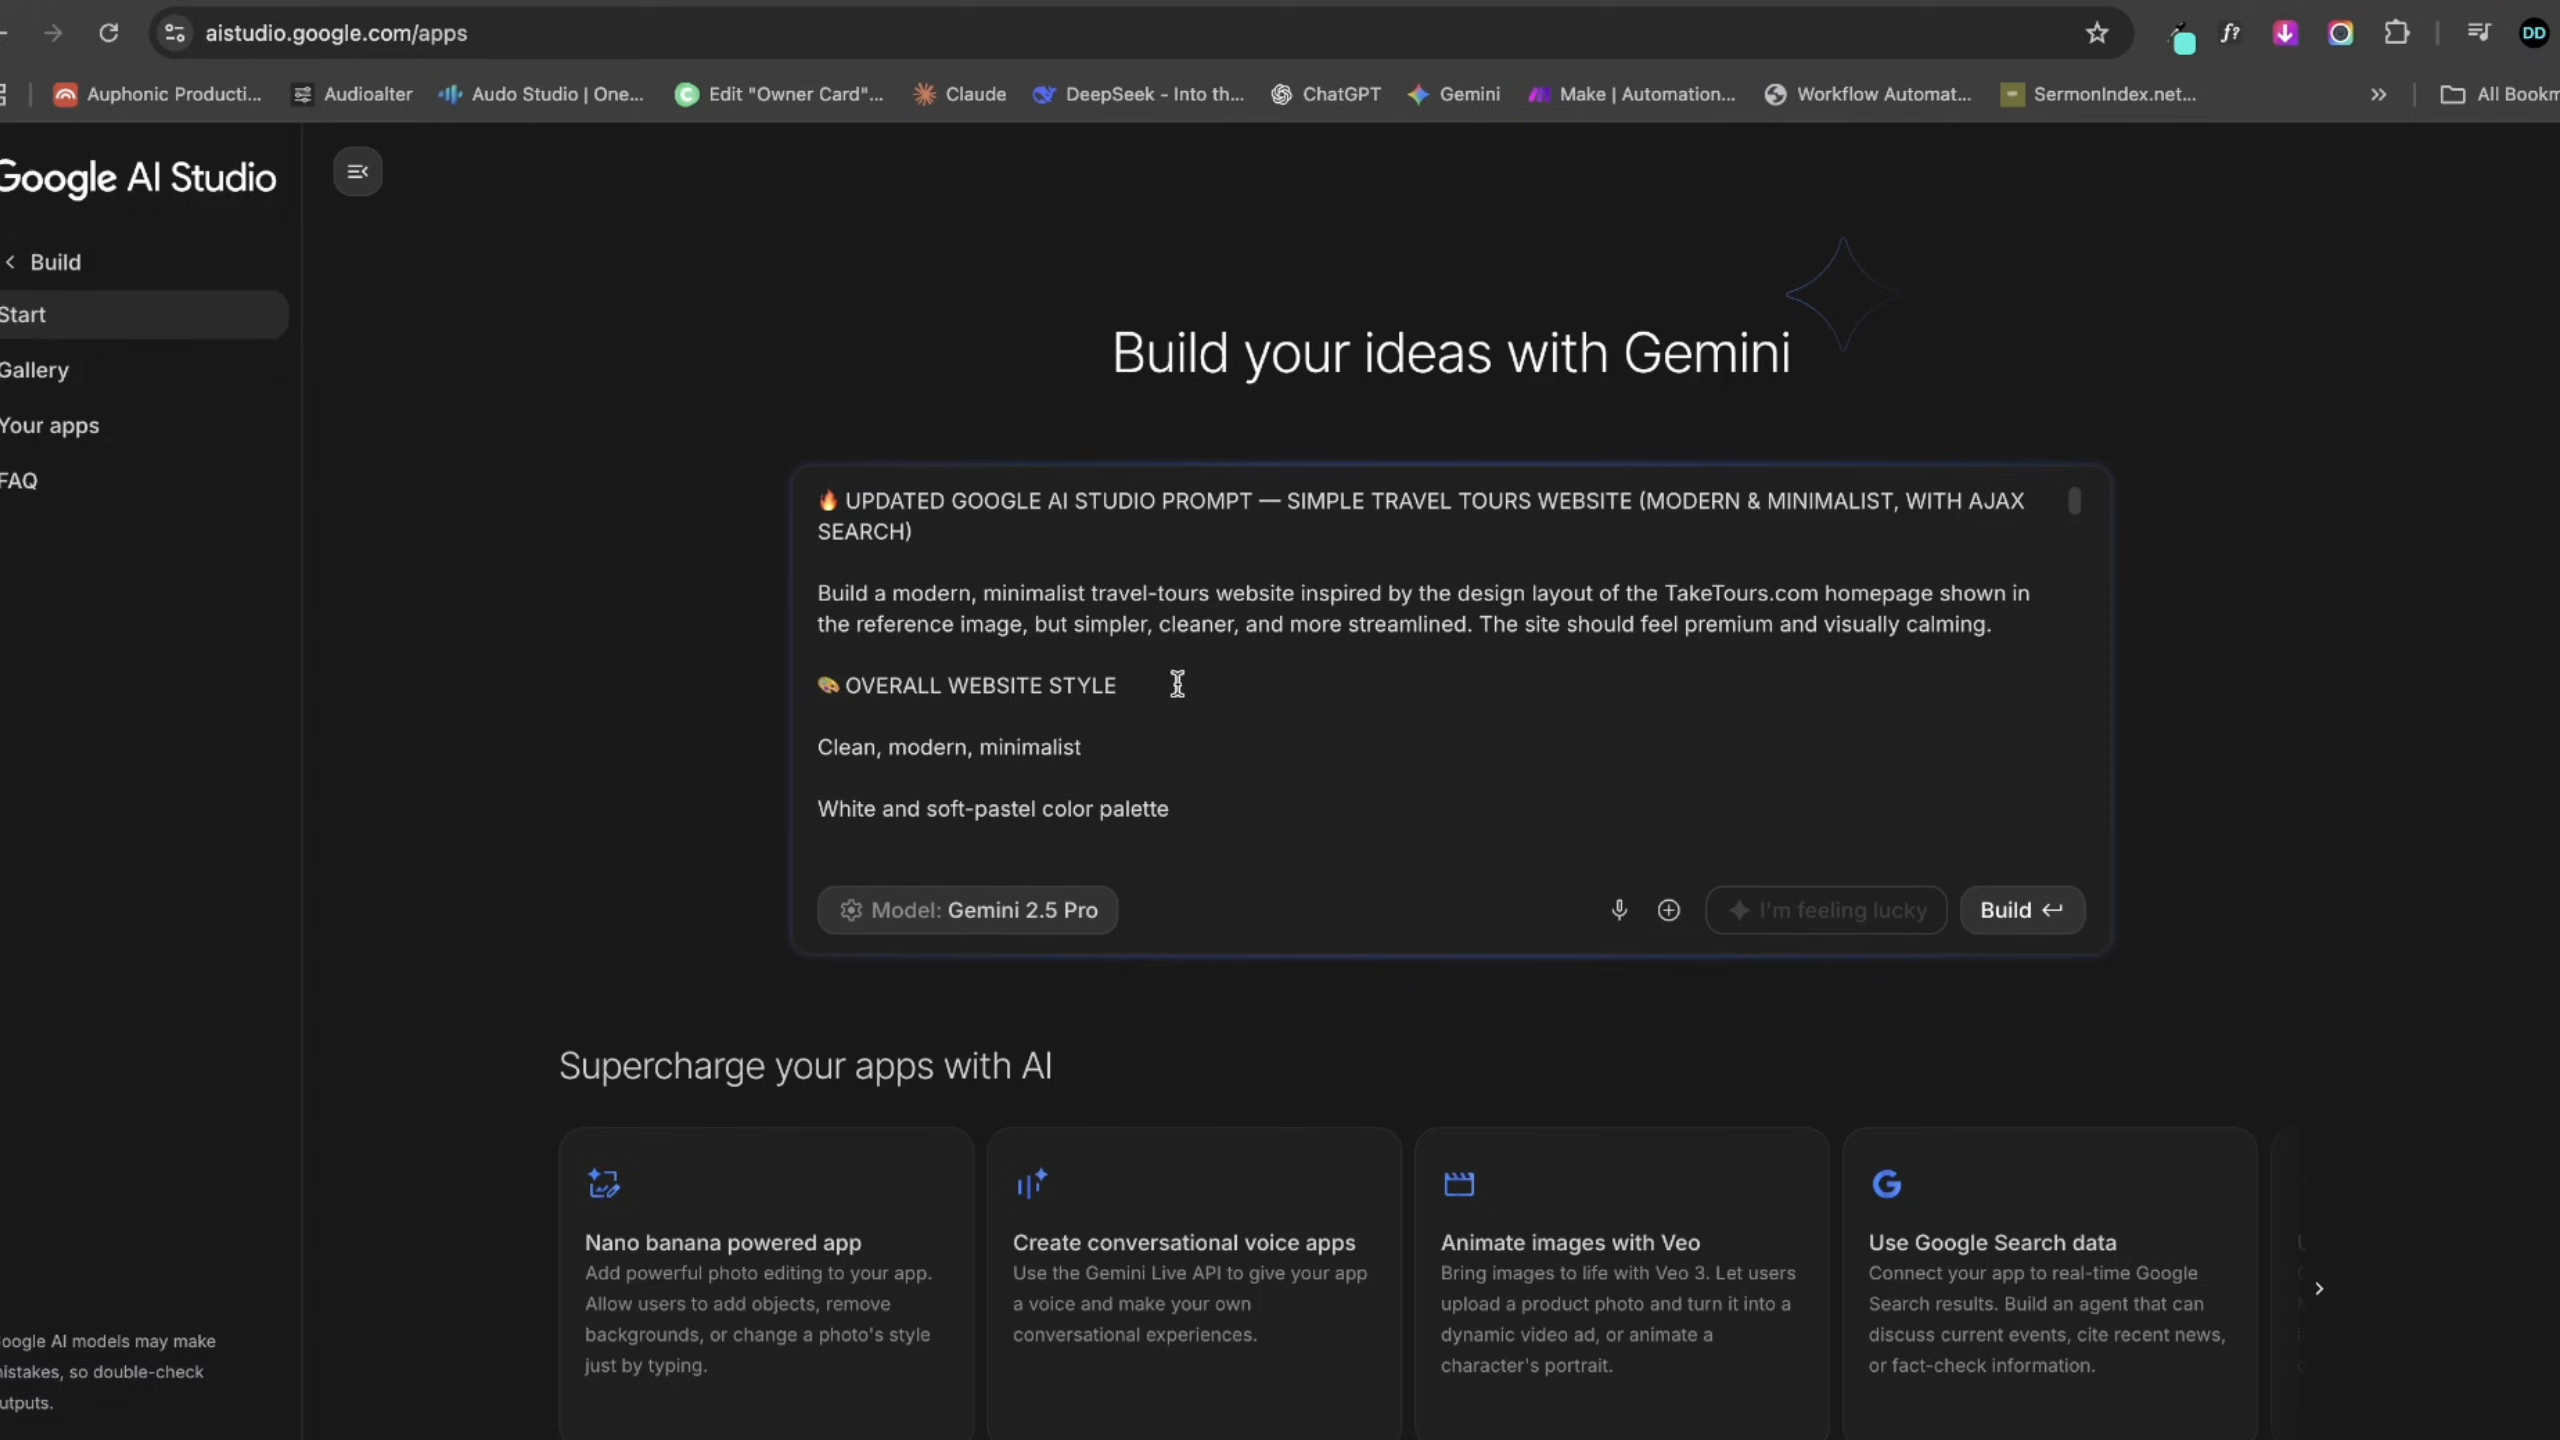 aistudio.google.com/apps
DD
Auphonic Producti...
Audioalter
Audo Studio | One...
Edit "Owner Card"...
Claude
DeepSeek - Into th...
ChatGPT
Gemini
Make | Automation...
Workflow Automat...
SermonIndex.net...
All Bookm
Google AI Studio
Build
Start
Gallery
Your apps
FAQ
Build your ideas with Gemini
🔥 UPDATED GOOGLE AI STUDIO PROMPT — SIMPLE TRAVEL TOURS WEBSITE (MODERN & MINIMALIST, WITH AJAX
SEARCH)
Build a modern, minimalist travel-tours website inspired by the design layout of the TakeTours.com homepage shown in
the reference image, but simpler, cleaner, and more streamlined. The site should feel premium and visually calming.
🎨 OVERALL WEBSITE STYLE
Clean, modern, minimalist
White and soft-pastel color palette
Model: Gemini 2.5 Pro
I'm feeling lucky
Build
Supercharge your apps with AI
Nano banana powered app
Add powerful photo editing to your app.
Allow users to add objects, remove
backgrounds, or change a photo's style
just by typing.
Create conversational voice apps
Use the Gemini Live API to give your app
a voice and make your own
conversational experiences.
Animate images with Veo
Bring images to life with Veo 3. Let users
upload a product photo and turn it into a
dynamic video ad, or animate a
character's portrait.
Use Google Search data
Connect your app to real-time Google
Search results. Build an agent that can
discuss current events, cite recent news,
or fact-check information.
oogle AI models may make
istakes, so double-check
utputs.